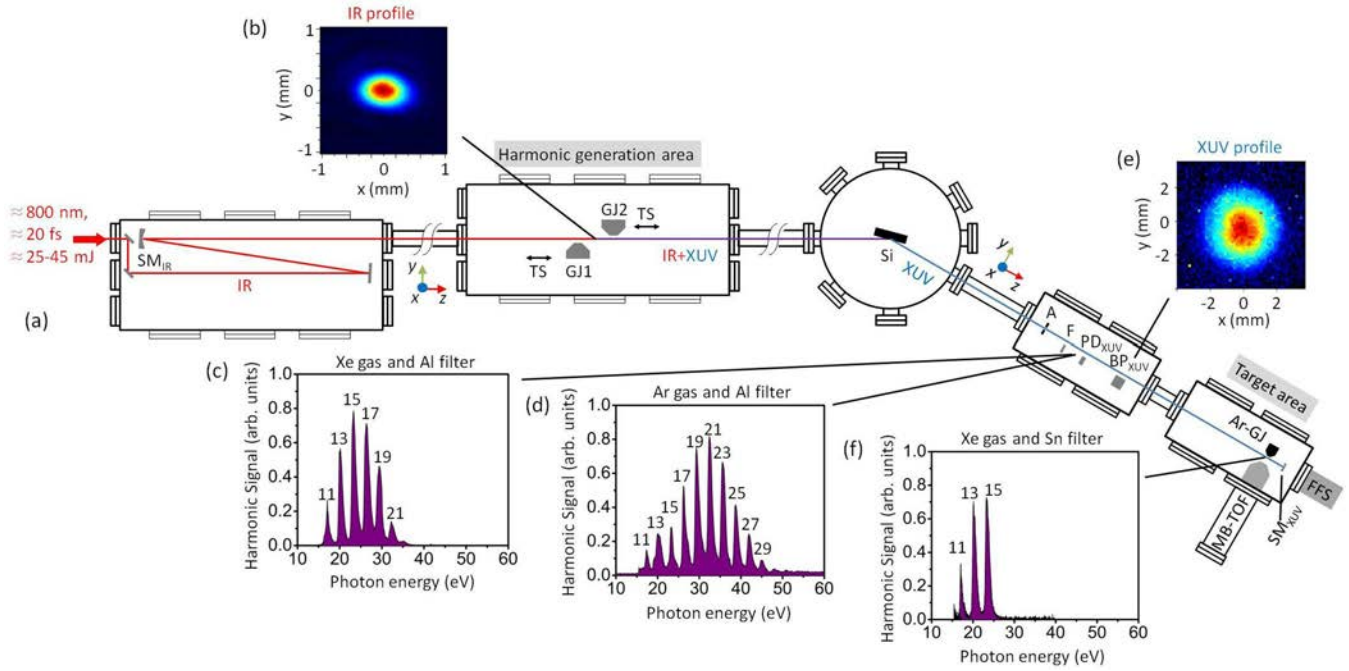 (b)
IR profile
1
0
-1
y (mm)
-1
0
1
x (mm)
Harmonic generation area
GJ2
TS
TS
GJ1
IR+XUV
≈ 800 nm,
≈ 20 fs
≈ 25-45 mJ
SM_IR
IR
y
x
z
(a)
Si
XUV
y
x
z
(e)
XUV profile
2
0
-2
y (mm)
-2
0
2
x (mm)
A
F
PD_XUV
BP_XUV
Target area
Ar-GJ
FFS
SM_XUV
MB-TOF
(c)
Xe gas and Al filter
Harmonic Signal (arb. units)
1.0
0.8
0.6
0.4
0.2
0.0
11
13
15
17
19
21
10 20 30 40 50 60
Photon energy (eV)
(d)
Ar gas and Al filter
Harmonic Signal (arb. units)
1.0
0.8
0.6
0.4
0.2
0.0
11
13
15
17
19
21
23
25
27
29
10 20 30 40 50 60
Photon energy (eV)
(f)
Xe gas and Sn filter
Harmonic Signal (arb. units)
1.0
0.8
0.6
0.4
0.2
0.0
11
13
15
10 20 30 40 50 60
Photon energy (eV)